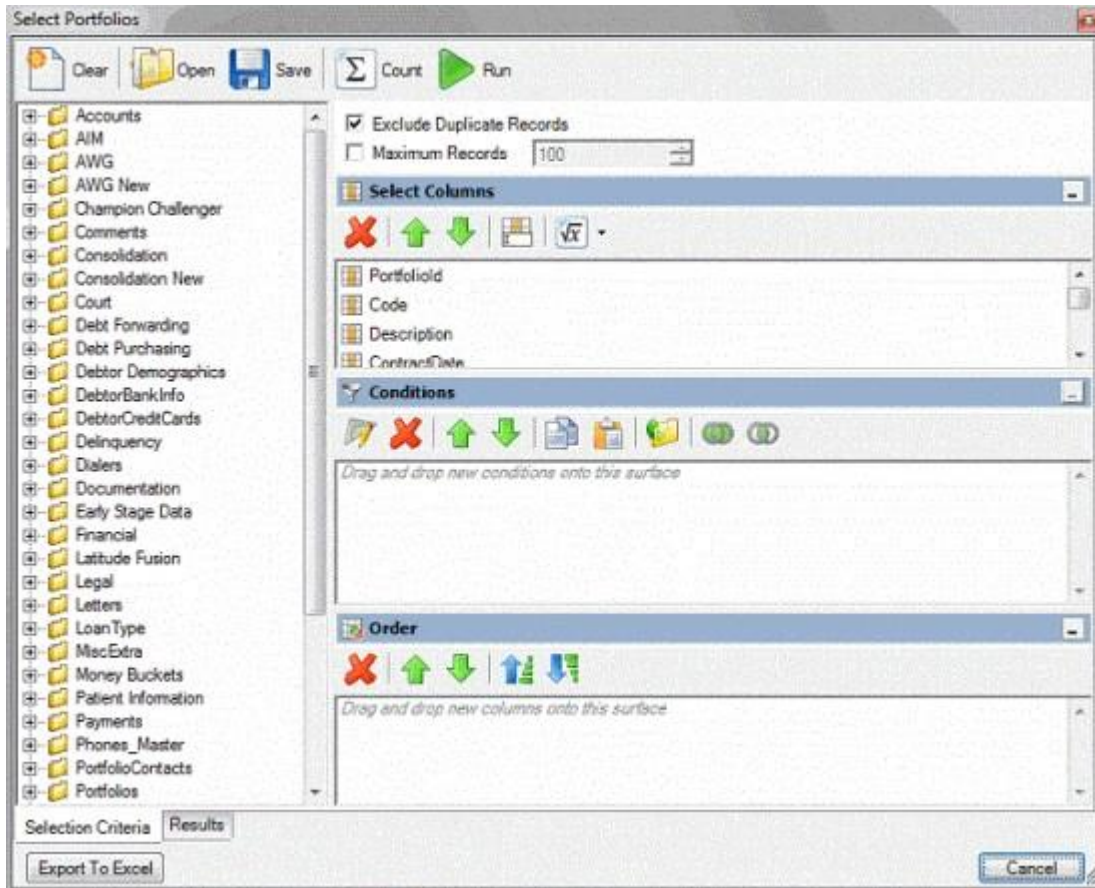 Select Portfolios
Clear Open Save Count Run
Accounts
AIM
AWG
AWG New
Champion Challenger
Comments
Consolidation
Consolidation New
Court
Debt Forwarding
Debt Purchasing
Debtor Demographics
DebtorBankInfo
DebtorCreditCards
Delinquency
Dialers
Documentation
Early Stage Data
Financial
Latitude Fusion
Legal
Letters
LoanType
MiscExtra
Money Buckets
Patient Information
Payments
Phones_Master
PortfolioContacts
Portfolios
Exclude Duplicate Records
Maximum Records 100
Select Columns
PortfolioId
Code
Description
ContractDate
Conditions
Drag and drop new conditions onto this surface
Order
Drag and drop new columns onto this surface
Selection Criteria Results
Export To Excel Cancel